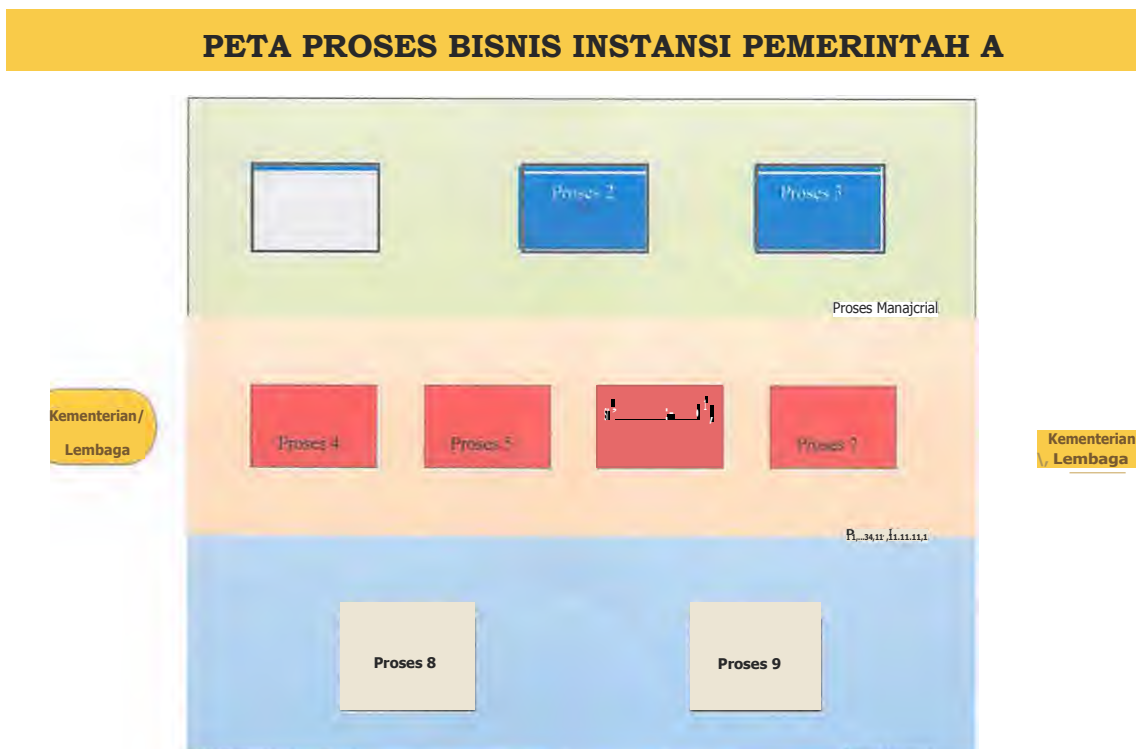 PETA PROSES BISNIS INSTANSI PEMERINTAH A
Proses 2
Proses 3
Proses Manajcrial
Kementerian/
Lembaga
Proses 4
Proses 5
Proses 7
Kementerian
\, Lembaga
Proses 8
Proses 9